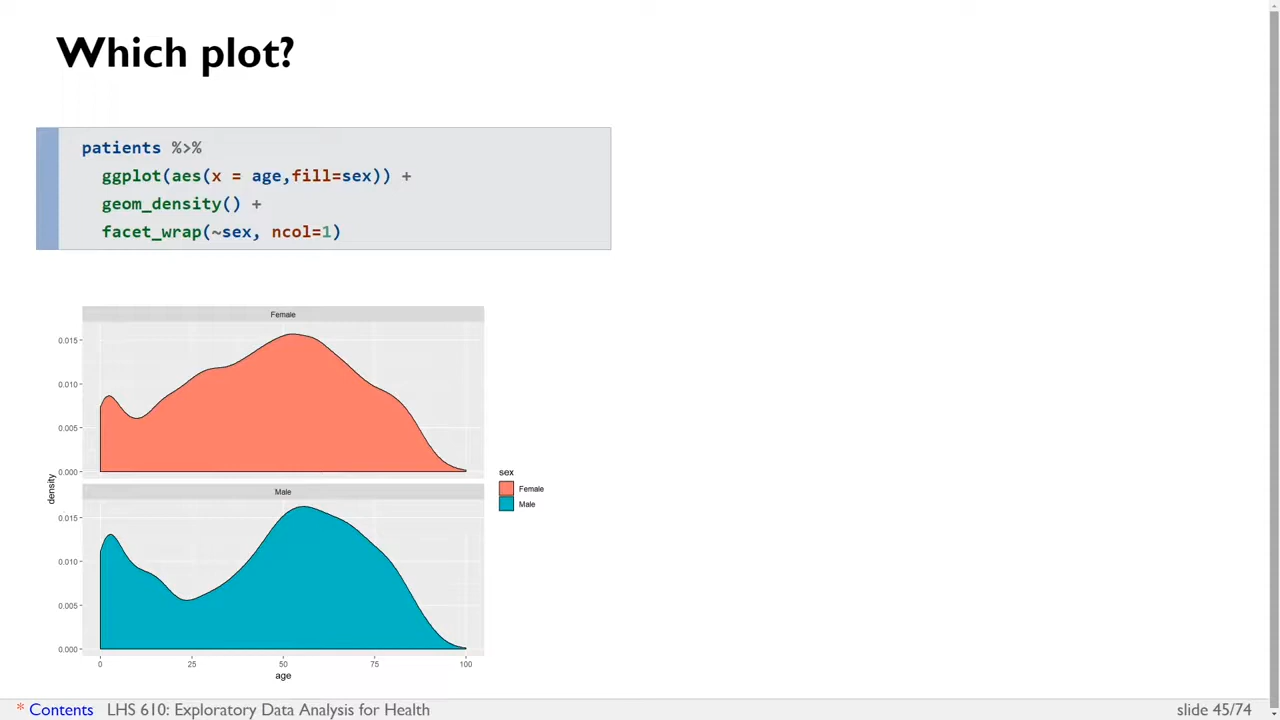 Which plot?
patients %>%
ggplot(aes(x = age,fill=sex)) +
geom_density() +
facet_wrap(~sex, ncol=1)
Female
0.015
0.010
0.005
0.000
density
Male
0.015
0.010
0.005
0.000
0 25 50 75 100
age
sex
Female
Male
* Contents LHS 610: Exploratory Data Analysis for Health slide 45/74